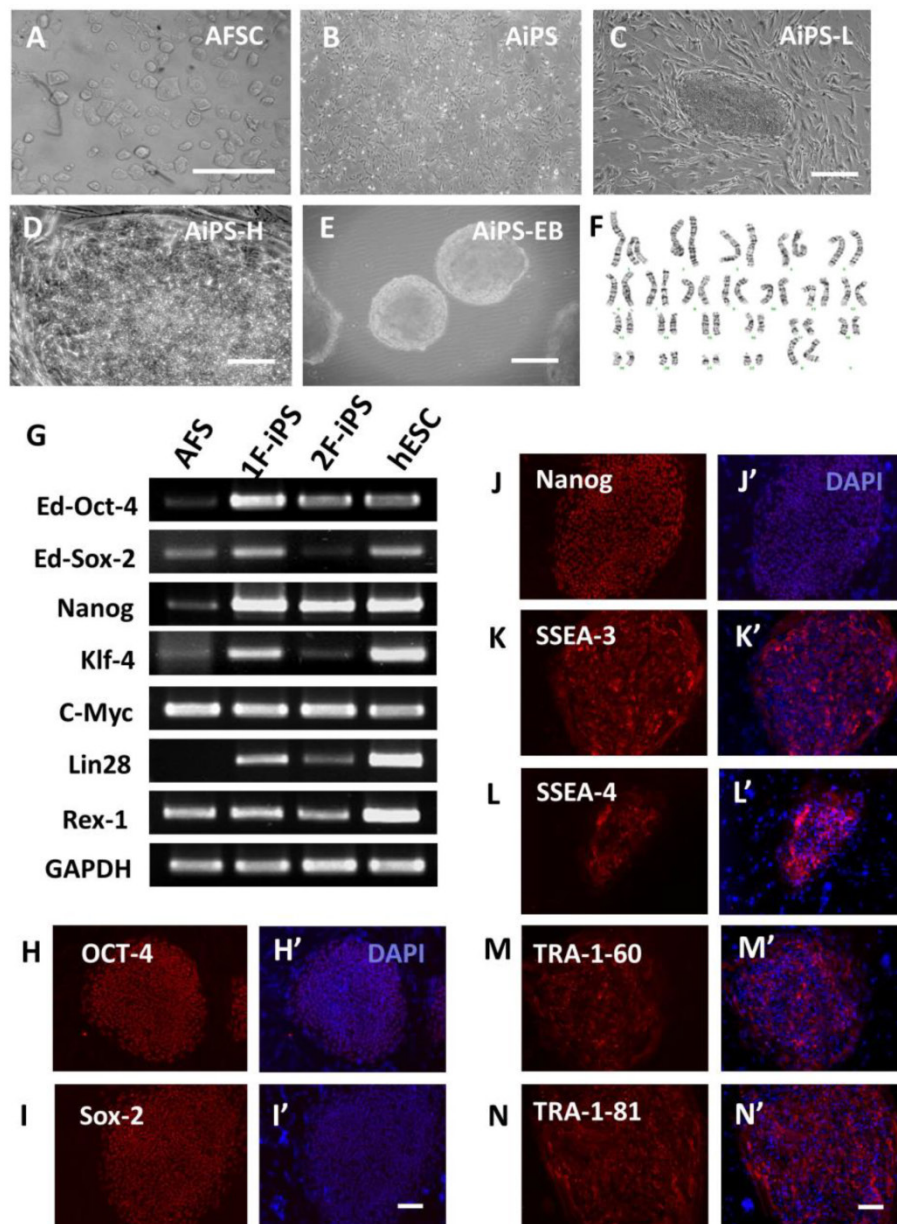 A AFSC
B AiPS
C AiPS-L
D AiPS-H
E AiPS-EB
F
G
AFS 1F-iPS 2F-iPS hESC
Ed-Oct-4
Ed-Sox-2
Nanog
Klf-4
C-Myc
Lin28
Rex-1
GAPDH
H OCT-4 H’ DAPI
I Sox-2 I’
J Nanog J’ DAPI
K SSEA-3 K’
L SSEA-4 L’
M TRA-1-60 M’
N TRA-1-81 N’